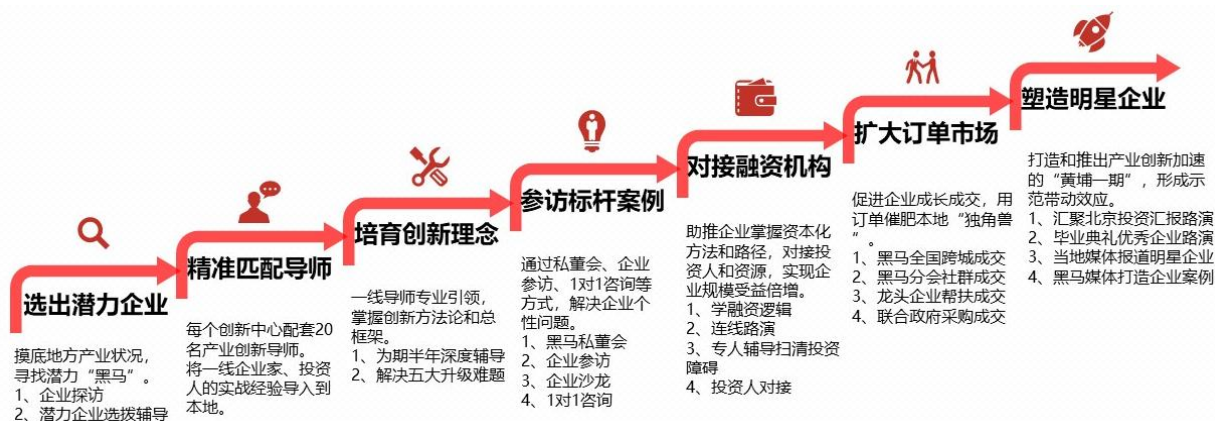 选出潜力企业
摸底地方产业状况，
寻找潜力“黑马”。
1、企业探访
2、潜力企业选拨辅导
精准匹配导师
每个创新中心配套20
名产业创新导师。
将一线企业家、投资
人的实战经验导入到
本地。
培育创新理念
一线导师专业引领，
掌握创新方法论和总
框架。
1、为期半年深度辅导
2、解决五大升级难题
参访标杆案例
通过私董会、企业
参访、1对1咨询等
方式，解决企业个
性问题。
1、黑马私董会
2、企业参访
3、企业沙龙
4、1对1咨询
对接融资机构
助推企业掌握资本化
方法和路径，对接投
资人和资源，实现企
业规模受益倍增。
1、学融资逻辑
2、连线路演
3、专人辅导扫清投资
障碍
4、投资人对接
扩大订单市场
促进企业成长成交，用
订单催肥本地“独角兽
”。
1、黑马全国跨城成交
2、黑马分会社群成交
3、龙头企业帮扶成交
4、联合政府采购成交
塑造明星企业
打造和推出产业创新加速
的“黄埔一期”，形成示
范带动效应。
1、汇聚北京投资汇报路演
2、毕业典礼优秀企业路演
3、当地媒体报道明星企业
4、黑马媒体打造企业案例